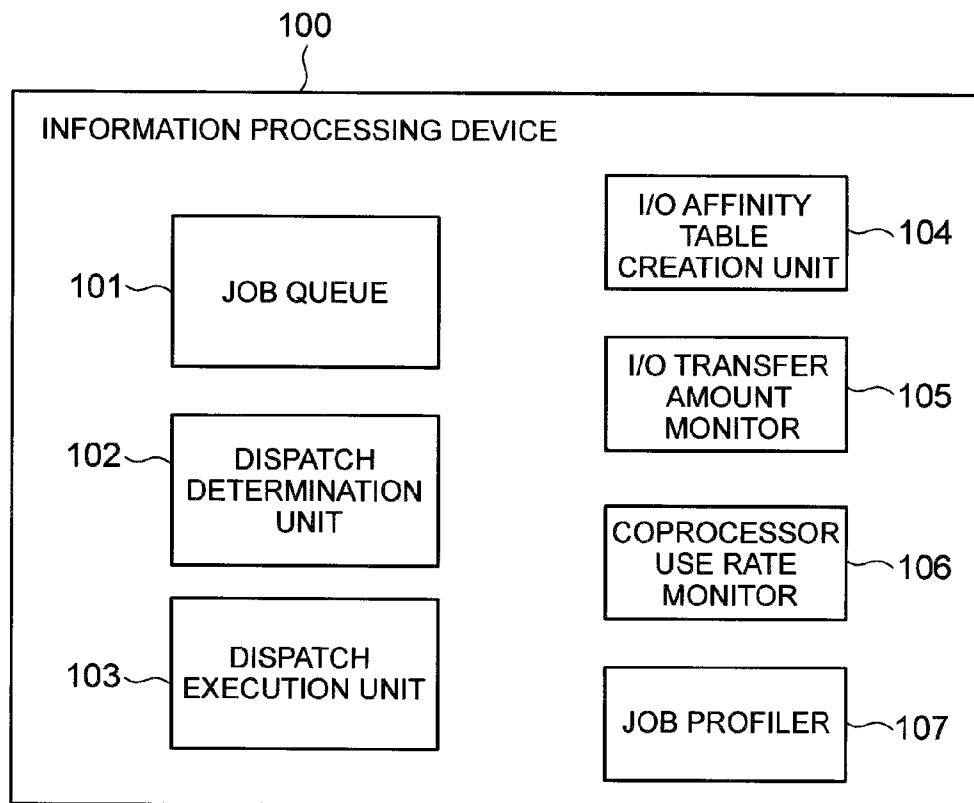 100
INFORMATION PROCESSING DEVICE
101
JOB QUEUE
102
DISPATCH
DETERMINATION
UNIT
103
DISPATCH
EXECUTION UNIT
I/O AFFINITY
TABLE
CREATION UNIT
104
I/O TRANSFER
AMOUNT
MONITOR
105
COPROCESSOR
USE RATE
MONITOR
106
JOB PROFILER
107